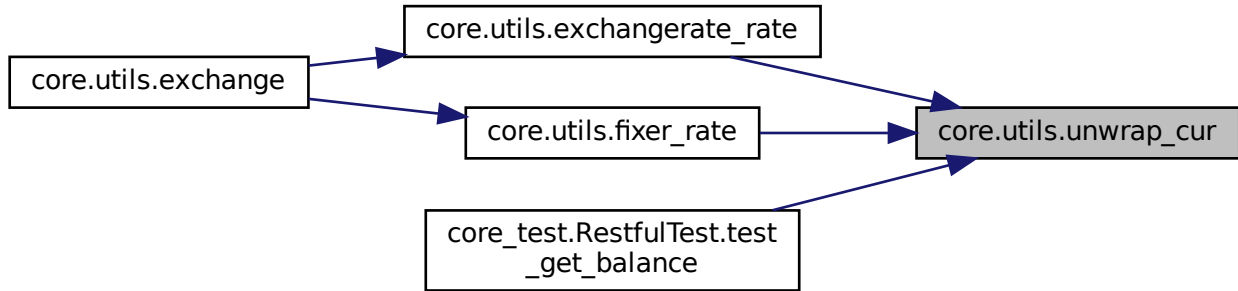 core.utils.exchangerate_rate
core.utils.exchange
core.utils.fixer_rate
core.utils.unwrap_cur
core_test.RestfulTest.test
_get_balance